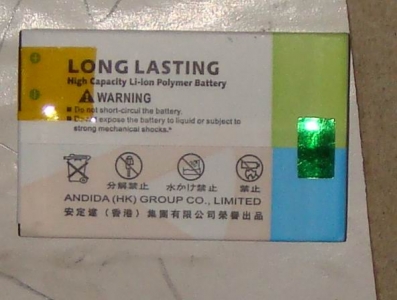 LONG LASTING
High Capacity Li-ion Polymer Battery
WARNING
Do not short-circuit the battery.
Do not expose the battery to liquid or subject to
strong mechanical shocks.
分解禁止 水かけ禁止 禁止
ANDIDA (HK) GROUP CO., LIMITED
安定達（香港）集團有限公司榮譽出品